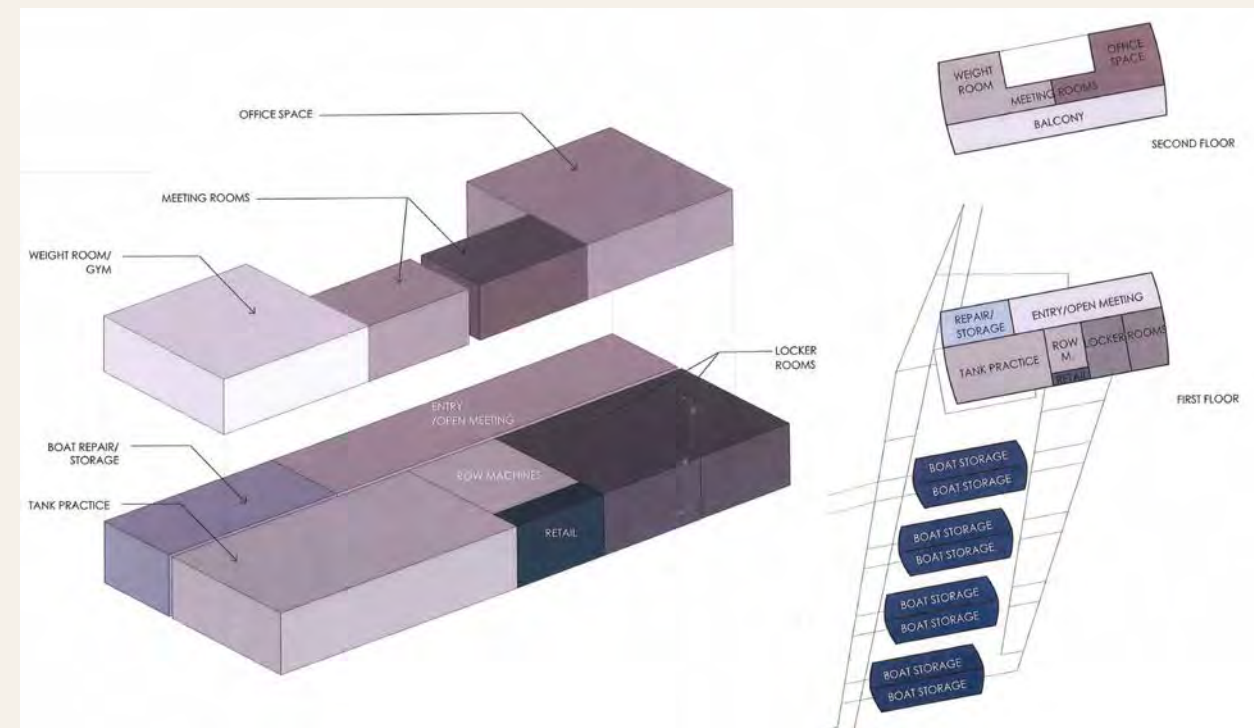 OFFICE SPACE
MEETING ROOMS
WEIGHT ROOM/
GYM
LOCKER
ROOMS
ENTRY
/OPEN MEETING
BOAT REPAIR/
STORAGE
ROW MACHINES
TANK PRACTICE
RETAIL
OFFICE
SPACE
WEIGHT
ROOM
MEETING ROOMS
BALCONY
SECOND FLOOR
REPAIR/
STORAGE
ENTRY/OPEN MEETING
TANK PRACTICE
ROW
M.
LOCKER ROOMS
RETAIL
FIRST FLOOR
BOAT STORAGE
BOAT STORAGE
BOAT STORAGE
BOAT STORAGE
BOAT STORAGE
BOAT STORAGE
BOAT STORAGE
BOAT STORAGE